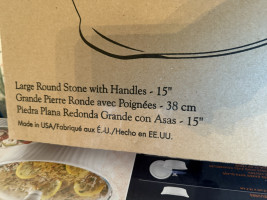 Large Round Stone with Handles - 15"
Grande Pierre Ronde avec Poignées - 38 cm
Piedra Plana Redonda Grande con Asas - 15"
Made in USA/Fabriqué aux É.-U./Hecho en EE.UU.